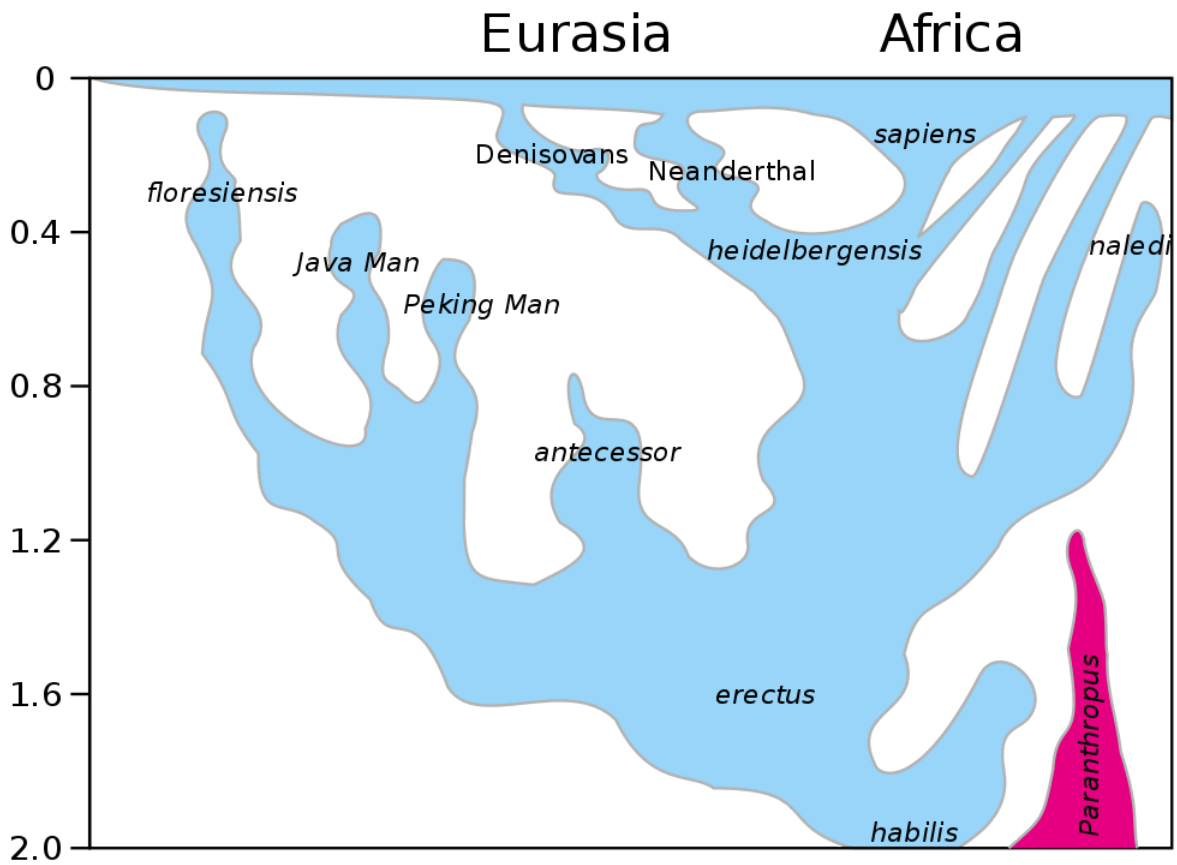 Eurasia Africa
0
sapiens
Denisovans
Neanderthal
floresiensis
0.4
naledi
heidelbergensis
Java Man
Peking Man
0.8
antecessor
1.2
erectus
1.6
Paranthropus
habilis
2.0